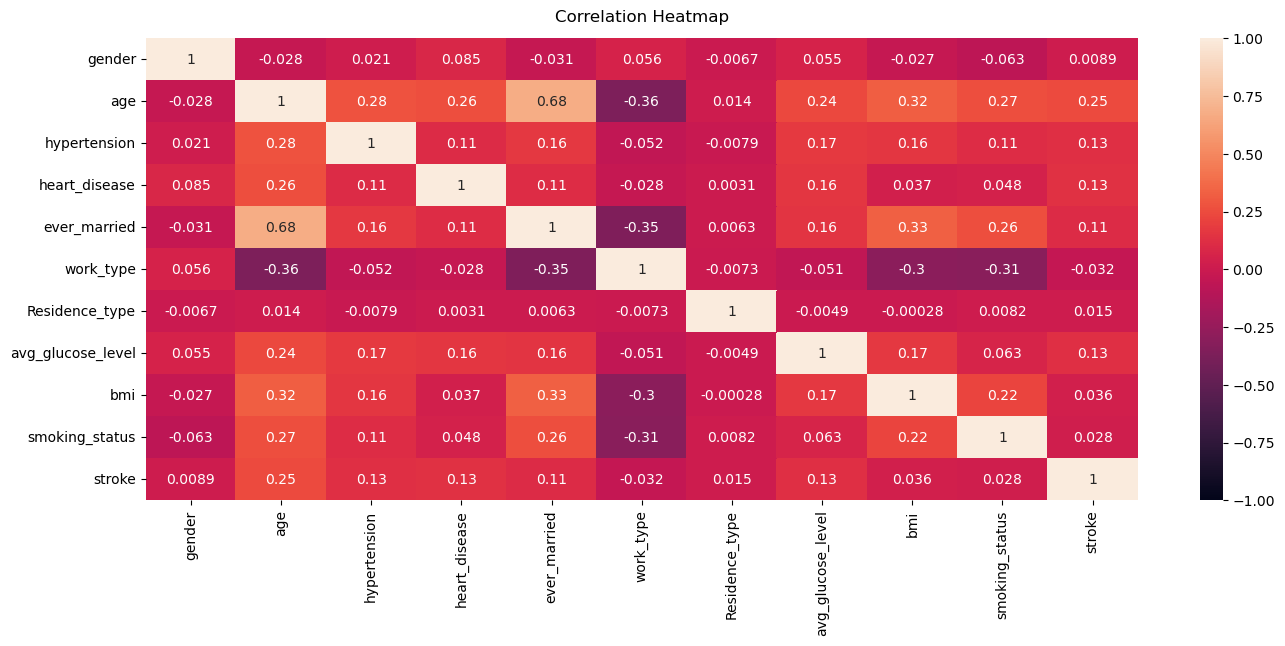 Correlation Heatmap
gender 1 -0.028 0.021 0.085 -0.031 0.056 -0.0067 0.055 -0.027 -0.063 0.0089
age -0.028 1 0.28 0.26 0.68 -0.36 0.014 0.24 0.32 0.27 0.25
hypertension 0.021 0.28 1 0.11 0.16 -0.052 -0.0079 0.17 0.16 0.11 0.13
heart_disease 0.085 0.26 0.11 1 0.11 -0.028 0.0031 0.16 0.037 0.048 0.13
ever_married -0.031 0.68 0.16 0.11 1 -0.35 0.0063 0.16 0.33 0.26 0.11
work_type 0.056 -0.36 -0.052 -0.028 -0.35 1 -0.0073 -0.051 -0.3 -0.31 -0.032
Residence_type -0.0067 0.014 -0.0079 0.0031 0.0063 -0.0073 1 -0.0049 -0.00028 0.0082 0.015
avg_glucose_level 0.055 0.24 0.17 0.16 0.16 -0.051 -0.0049 1 0.17 0.063 0.13
bmi -0.027 0.32 0.16 0.037 0.33 -0.3 -0.00028 0.17 1 0.22 0.036
smoking_status -0.063 0.27 0.11 0.048 0.26 -0.31 0.0082 0.063 0.22 1 0.028
stroke 0.0089 0.25 0.13 0.13 0.11 -0.032 0.015 0.13 0.036 0.028 1
gender
age
hypertension
heart_disease
ever_married
work_type
Residence_type
avg_glucose_level
bmi
smoking_status
stroke
1.00
0.75
0.50
0.25
0.00
−0.25
−0.50
−0.75
−1.00